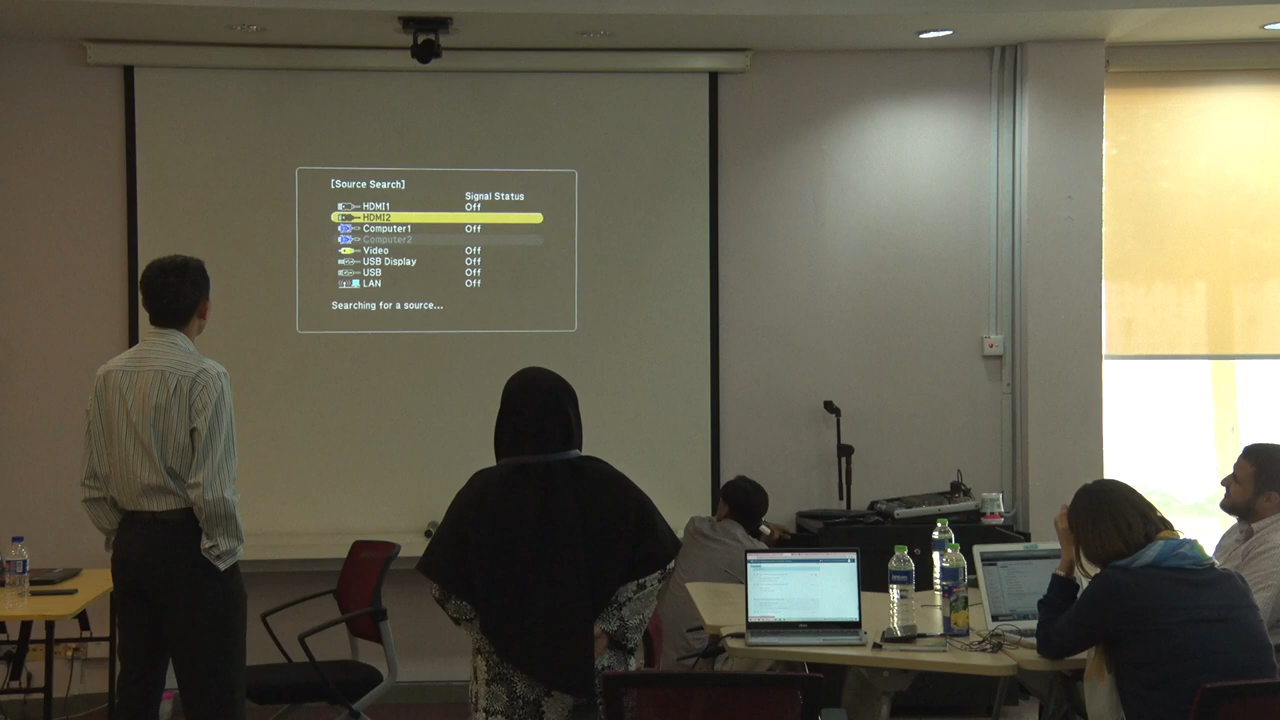 [Source Search]
Signal Status
HDMI1 Off
HDMI2
Computer1 Off
Computer2
Video Off
USB Display Off
USB Off
LAN Off
Searching for a source...